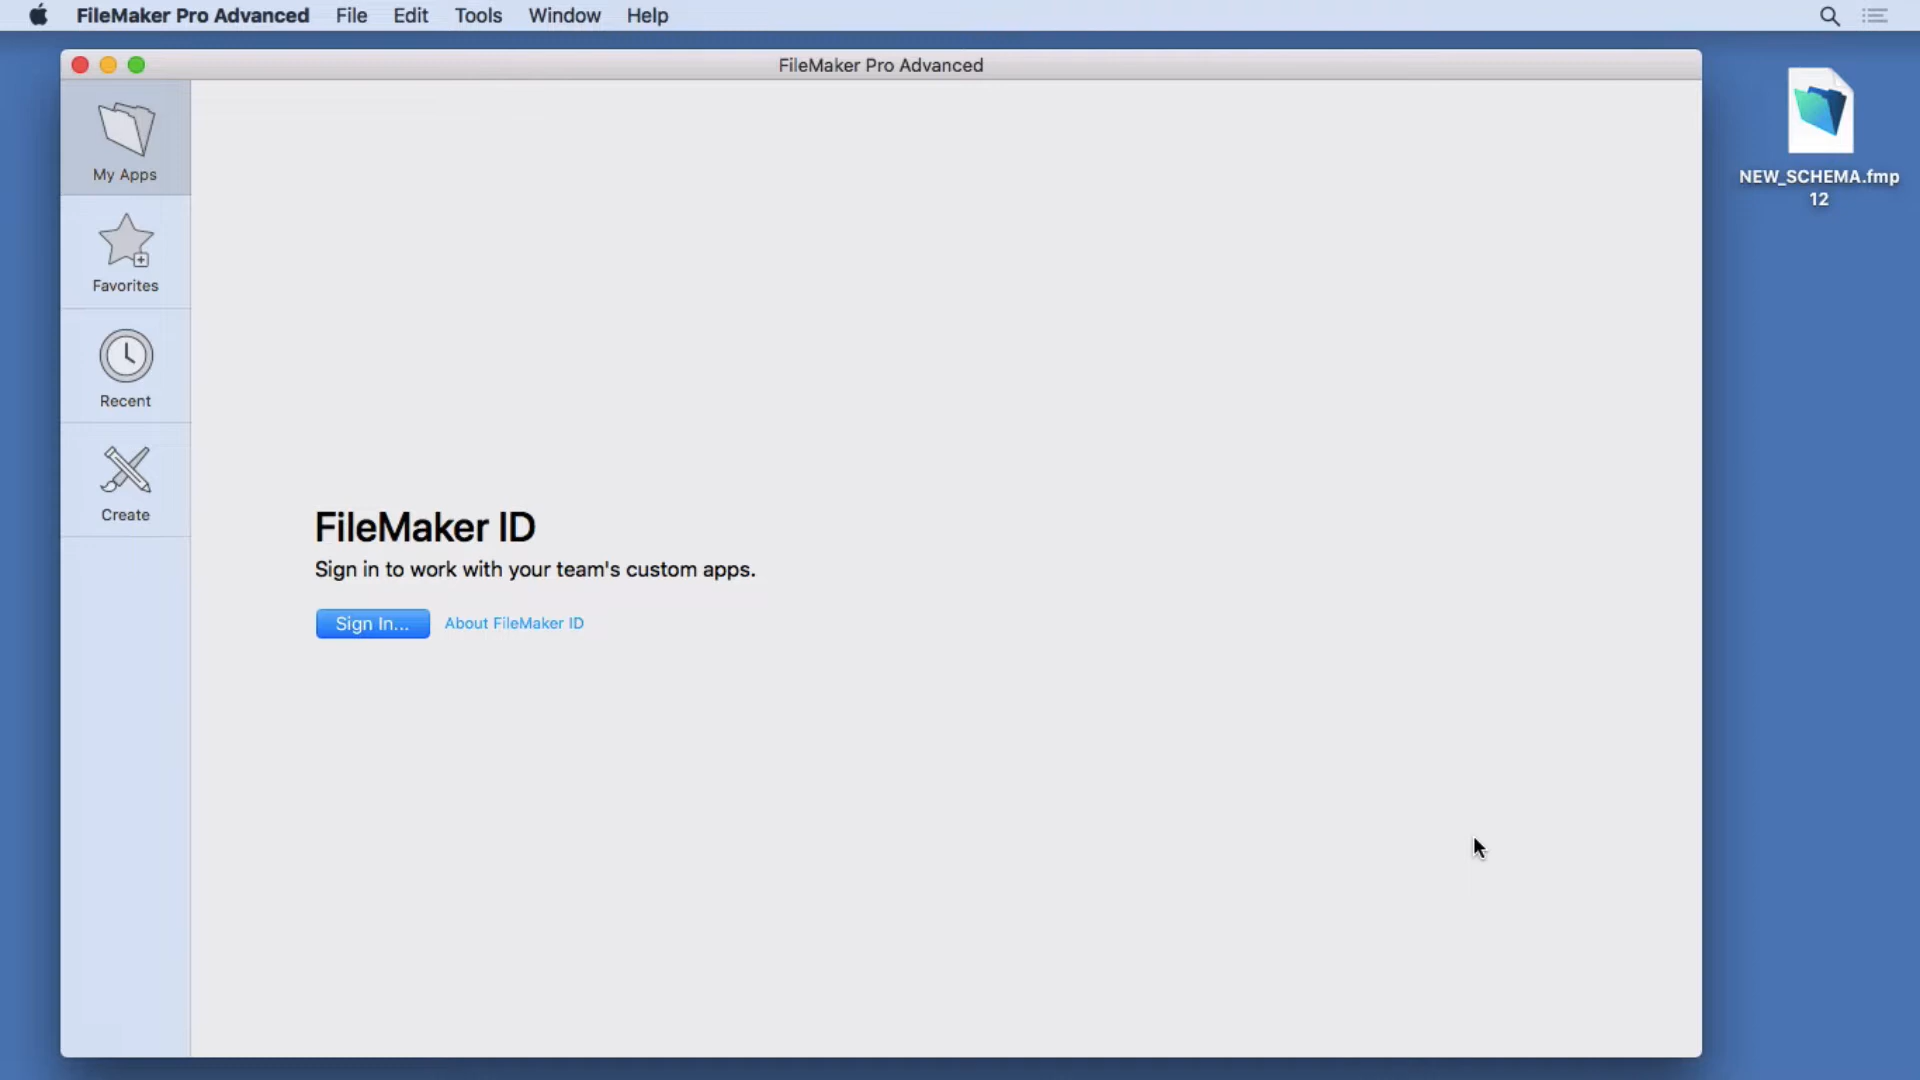 FileMaker Pro Advanced File Edit Tools Window Help
FileMaker Pro Advanced
My Apps
Favorites
Recent
Create
FileMaker ID
Sign in to work with your team's custom apps.
Sign In... About FileMaker ID
NEW_SCHEMA.fmp
12